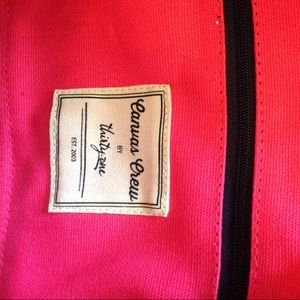 Canvas Crew
BY
thirty-one
EST. 2003